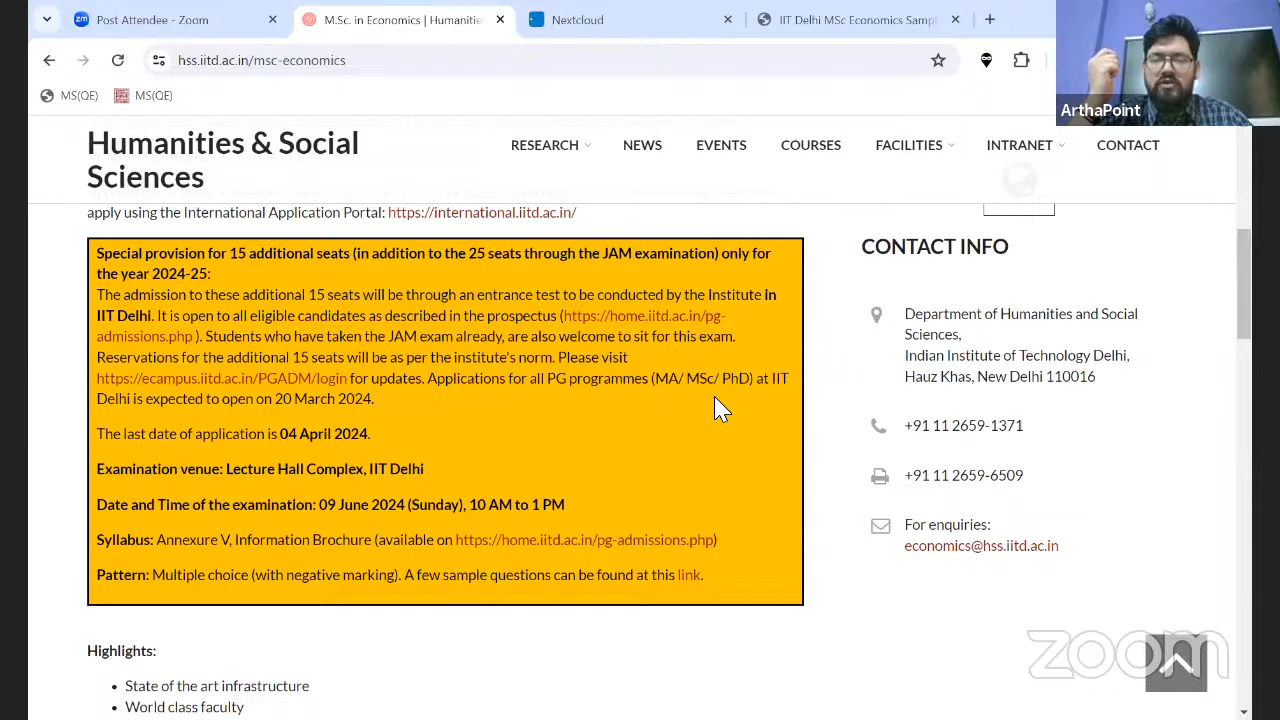 Post Attendee - Zoom
M.Sc. in Economics | Humanitie
Nextcloud
IIT Delhi MSc Economics Sampl
hss.iitd.ac.in/msc-economics
MS(QE)
MS(QE)
ArthaPoint
Humanities & Social
Sciences
RESEARCH
NEWS
EVENTS
COURSES
FACILITIES
INTRANET
CONTACT
apply using the International Application Portal: https://international.iitd.ac.in/
Special provision for 15 additional seats (in addition to the 25 seats through the JAM examination) only for
the year 2024-25:
The admission to these additional 15 seats will be through an entrance test to be conducted by the Institute in
IIT Delhi. It is open to all eligible candidates as described in the prospectus (https://home.iitd.ac.in/pg-
admissions.php ). Students who have taken the JAM exam already, are also welcome to sit for this exam.
Reservations for the additional 15 seats will be as per the institute's norm. Please visit
https://ecampus.iitd.ac.in/PGADM/login for updates. Applications for all PG programmes (MA/ MSc/ PhD) at IIT
Delhi is expected to open on 20 March 2024.
The last date of application is 04 April 2024.
Examination venue: Lecture Hall Complex, IIT Delhi
Date and Time of the examination: 09 June 2024 (Sunday), 10 AM to 1 PM
Syllabus: Annexure V, Information Brochure (available on https://home.iitd.ac.in/pg-admissions.php)
Pattern: Multiple choice (with negative marking). A few sample questions can be found at this link.
Highlights:
• State of the art infrastructure
• World class faculty
CONTACT INFO
Department of Humanities and Social
Sciences,
Indian Institute of Technology Delhi,
Hauz Khas, New Delhi 110016
+91 11 2659-1371
+91 11 2659-6509
For enquiries:
economics@hss.iitd.ac.in
zoom